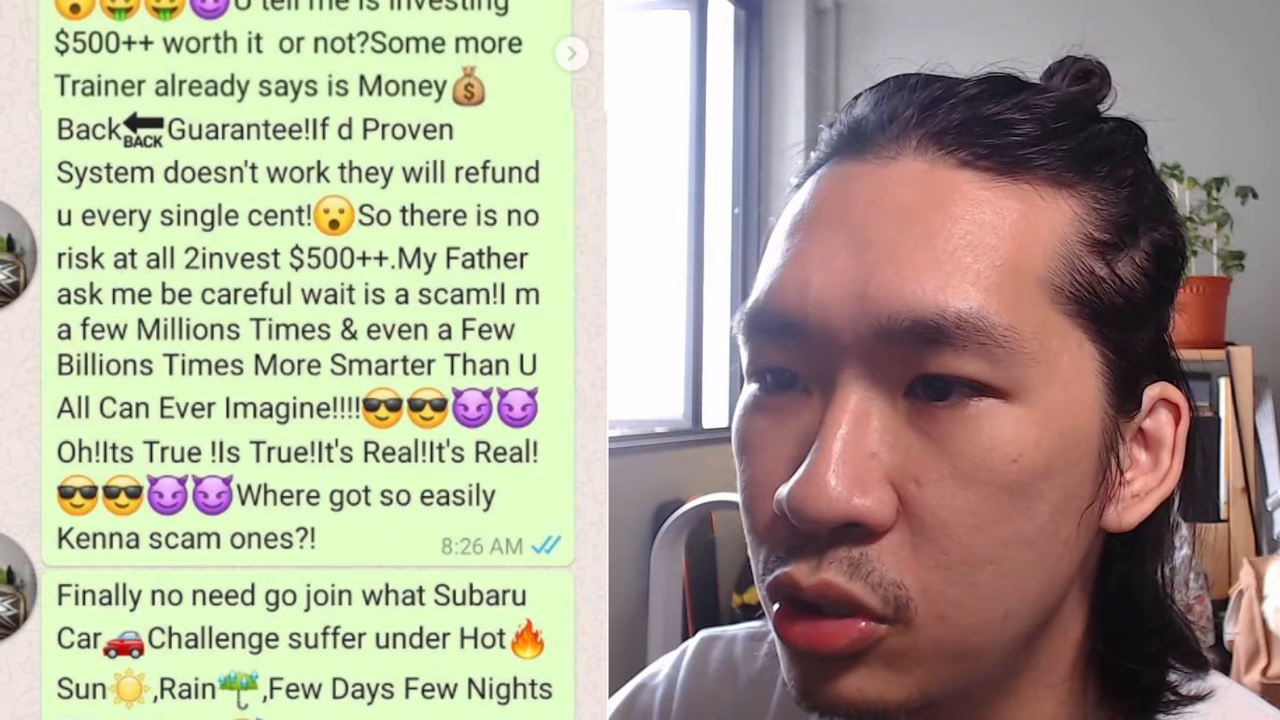 😮🤑🤑😈U tell me is Investing
$500++ worth it or not?Some more
Trainer already says is Money💰
Back🔙Guarantee!If d Proven
System doesn't work they will refund
u every single cent!😮So there is no
risk at all 2invest $500++.My Father
ask me be careful wait is a scam!I m
a few Millions Times & even a Few
Billions Times More Smarter Than U
All Can Ever Imagine!!!!😎😎😈😈
Oh!Its True !Is True!It's Real!It's Real!
😎😎😈😈Where got so easily
Kenna scam ones?!
8:26 AM
Finally no need go join what Subaru
Car🚗Challenge suffer under Hot🔥
Sun☀️,Rain☔,Few Days Few Nights